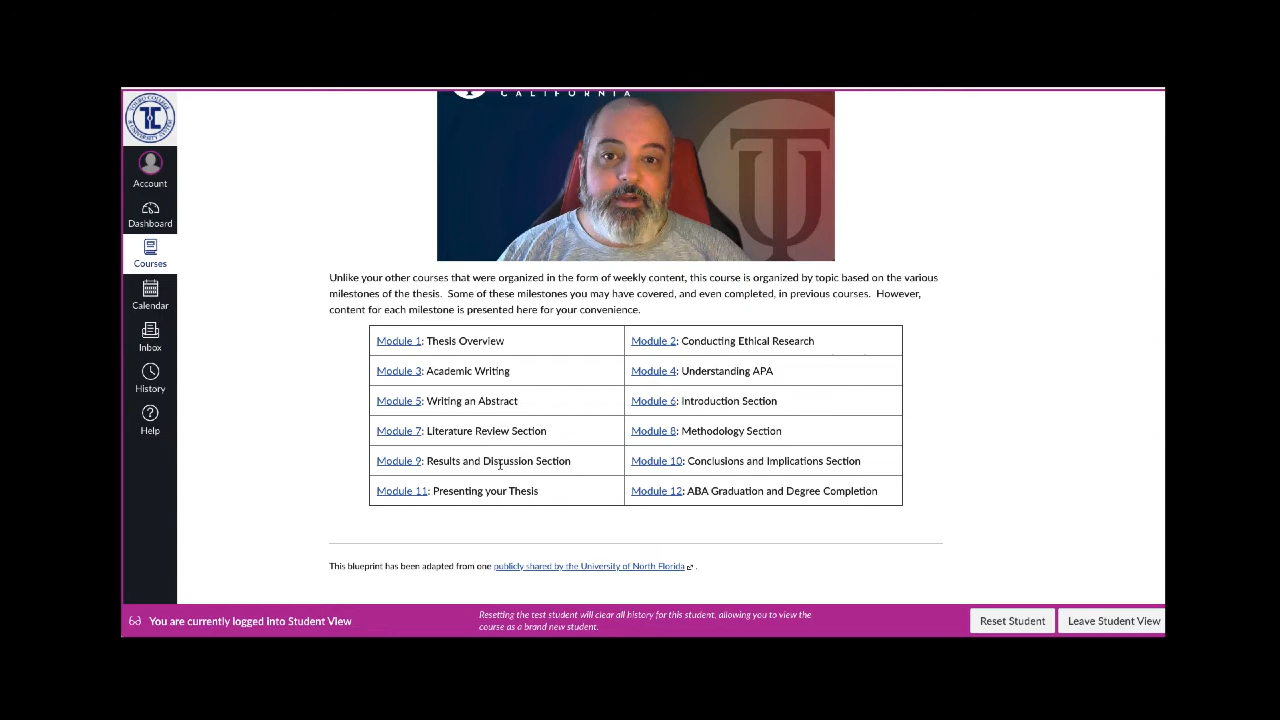 CALIFORNIA
TC
Account
Dashboard
Courses
Calendar
Inbox
History
Help
Unlike your other courses that were organized in the form of weekly content, this course is organized by topic based on the various
milestones of the thesis. Some of these milestones you may have covered, and even completed, in previous courses. However,
content for each milestone is presented here for your convenience.
Module 1: Thesis Overview
Module 2: Conducting Ethical Research
Module 3: Academic Writing
Module 4: Understanding APA
Module 5: Writing an Abstract
Module 6: Introduction Section
Module 7: Literature Review Section
Module 8: Methodology Section
Module 9: Results and Discussion Section
Module 10: Conclusions and Implications Section
Module 11: Presenting your Thesis
Module 12: ABA Graduation and Degree Completion
This blueprint has been adapted from one publicly shared by the University of North Florida .
You are currently logged into Student View
Resetting the test student will clear all history for this student, allowing you to view the
course as a brand new student.
Reset Student
Leave Student View